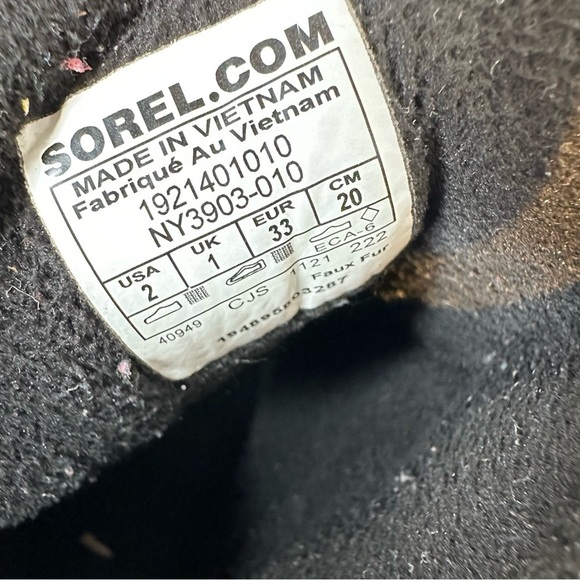 SOREL.COM
MADE IN VIETNAM
Fabriqué Au Vietnam
1921401010
NY3903-010
USA UK EUR CM
2 1 33 20
ECA-6
40949 CJS 1121 222
Faux Fur
194895803287